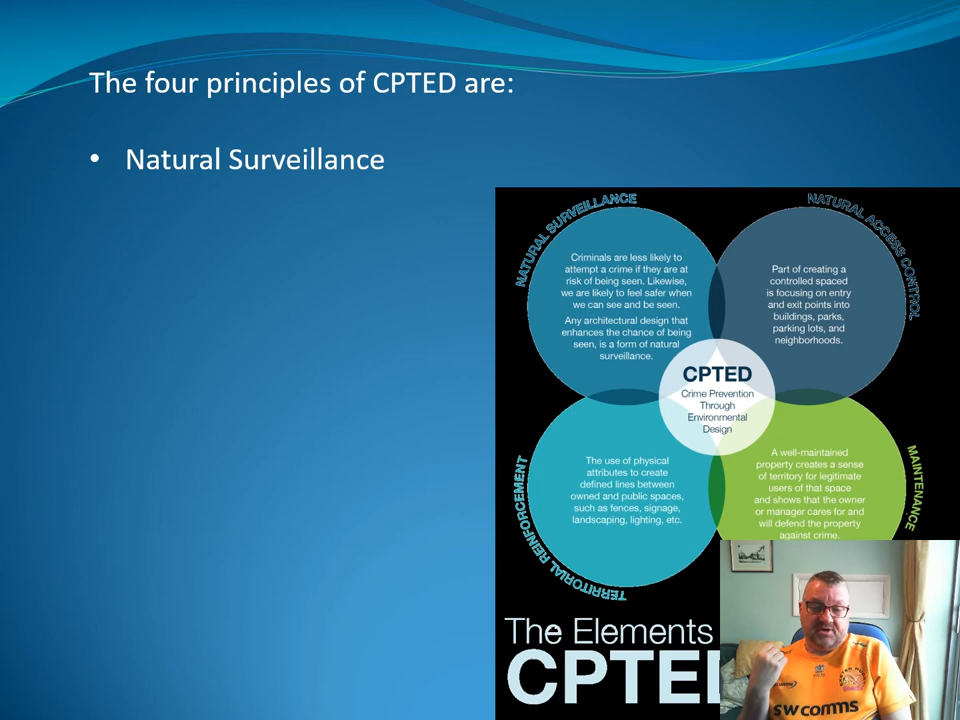 The four principles of CPTED are:
• Natural Surveillance
NATURAL SURVEILLANCE
Criminals are less likely to
attempt a crime if they are at
risk of being seen. Likewise,
we are likely to feel safer when
we can see and be seen.
Any architectural design that
enhances the chance of being
seen, is a form of natural
surveillance.
NATURAL ACCESS CONTROL
Part of creating a
controlled spaced
is focusing on entry
and exit points into
buildings, parks,
parking lots, and
neighborhoods.
CPTED
Crime Prevention
Through
Environmental
Design
TERRITORIAL REINFORCEMENT
The use of physical
attributes to create
defined lines between
owned and public spaces,
such as fences, signage,
landscaping, lighting, etc.
MAINTENANCE
A well-maintained
property creates a sense
of territory for legitimate
users of that space
and shows that the owner
or manager cares for and
will defend the property
against crime.
The Elements
CPTE
sw comms